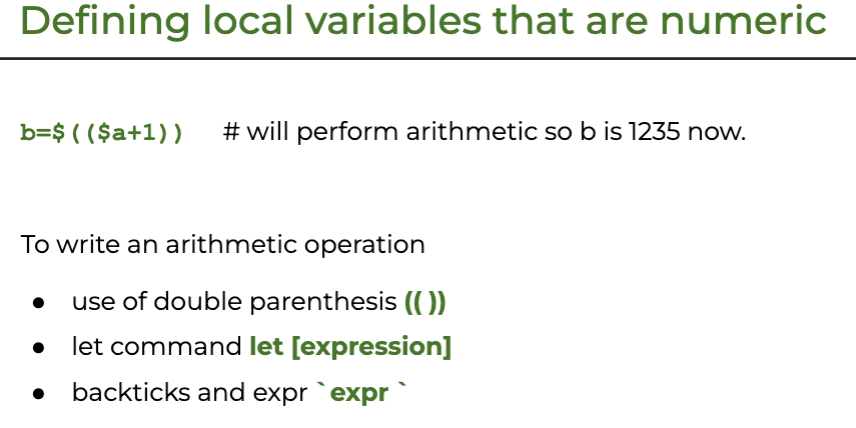 Defining local variables that are numeric
b=$(($a+1)) # will perform arithmetic so b is 1235 now.
To write an arithmetic operation
● use of double parenthesis (( ))
● let command let [expression]
● backticks and expr `expr `